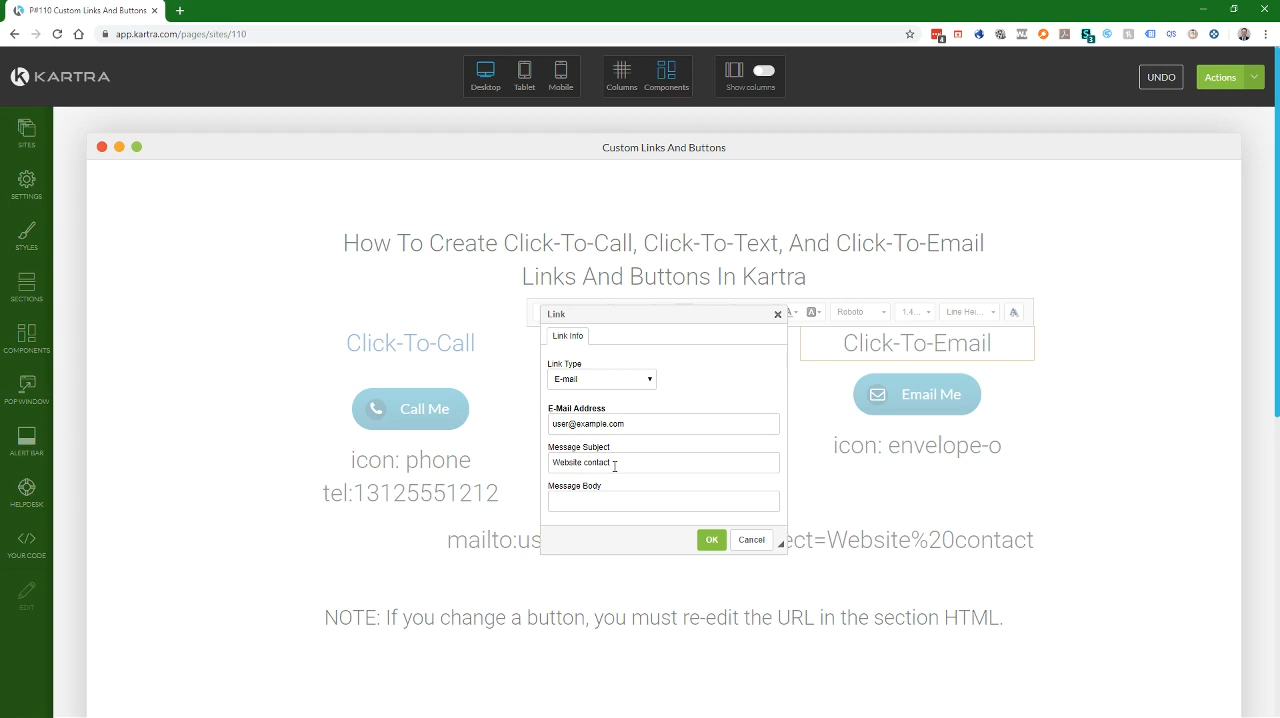 P#110 Custom Links And Buttons
app.kartra.com/pages/sites/110
KARTRA
Desktop
Tablet
Mobile
Columns
Components
Show columns
UNDO
Actions
SITES
SETTINGS
STYLES
SECTIONS
COMPONENTS
POP WINDOW
ALERT BAR
HELPDESK
YOUR CODE
EDIT
Custom Links And Buttons
How To Create Click-To-Call, Click-To-Text, And Click-To-Email
Links And Buttons In Kartra
Roboto
1.4...
Line Hei...
Click-To-Call
Click-To-Email
Call Me
Email Me
icon: phone
icon: envelope-o
tel:13125551212
Link
Link Info
Link Type
E-mail
E-Mail Address
user@example.com
Message Subject
Website contact
Message Body
OK
Cancel
mailto:us
ect=Website%20contact
NOTE: If you change a button, you must re-edit the URL in the section HTML.